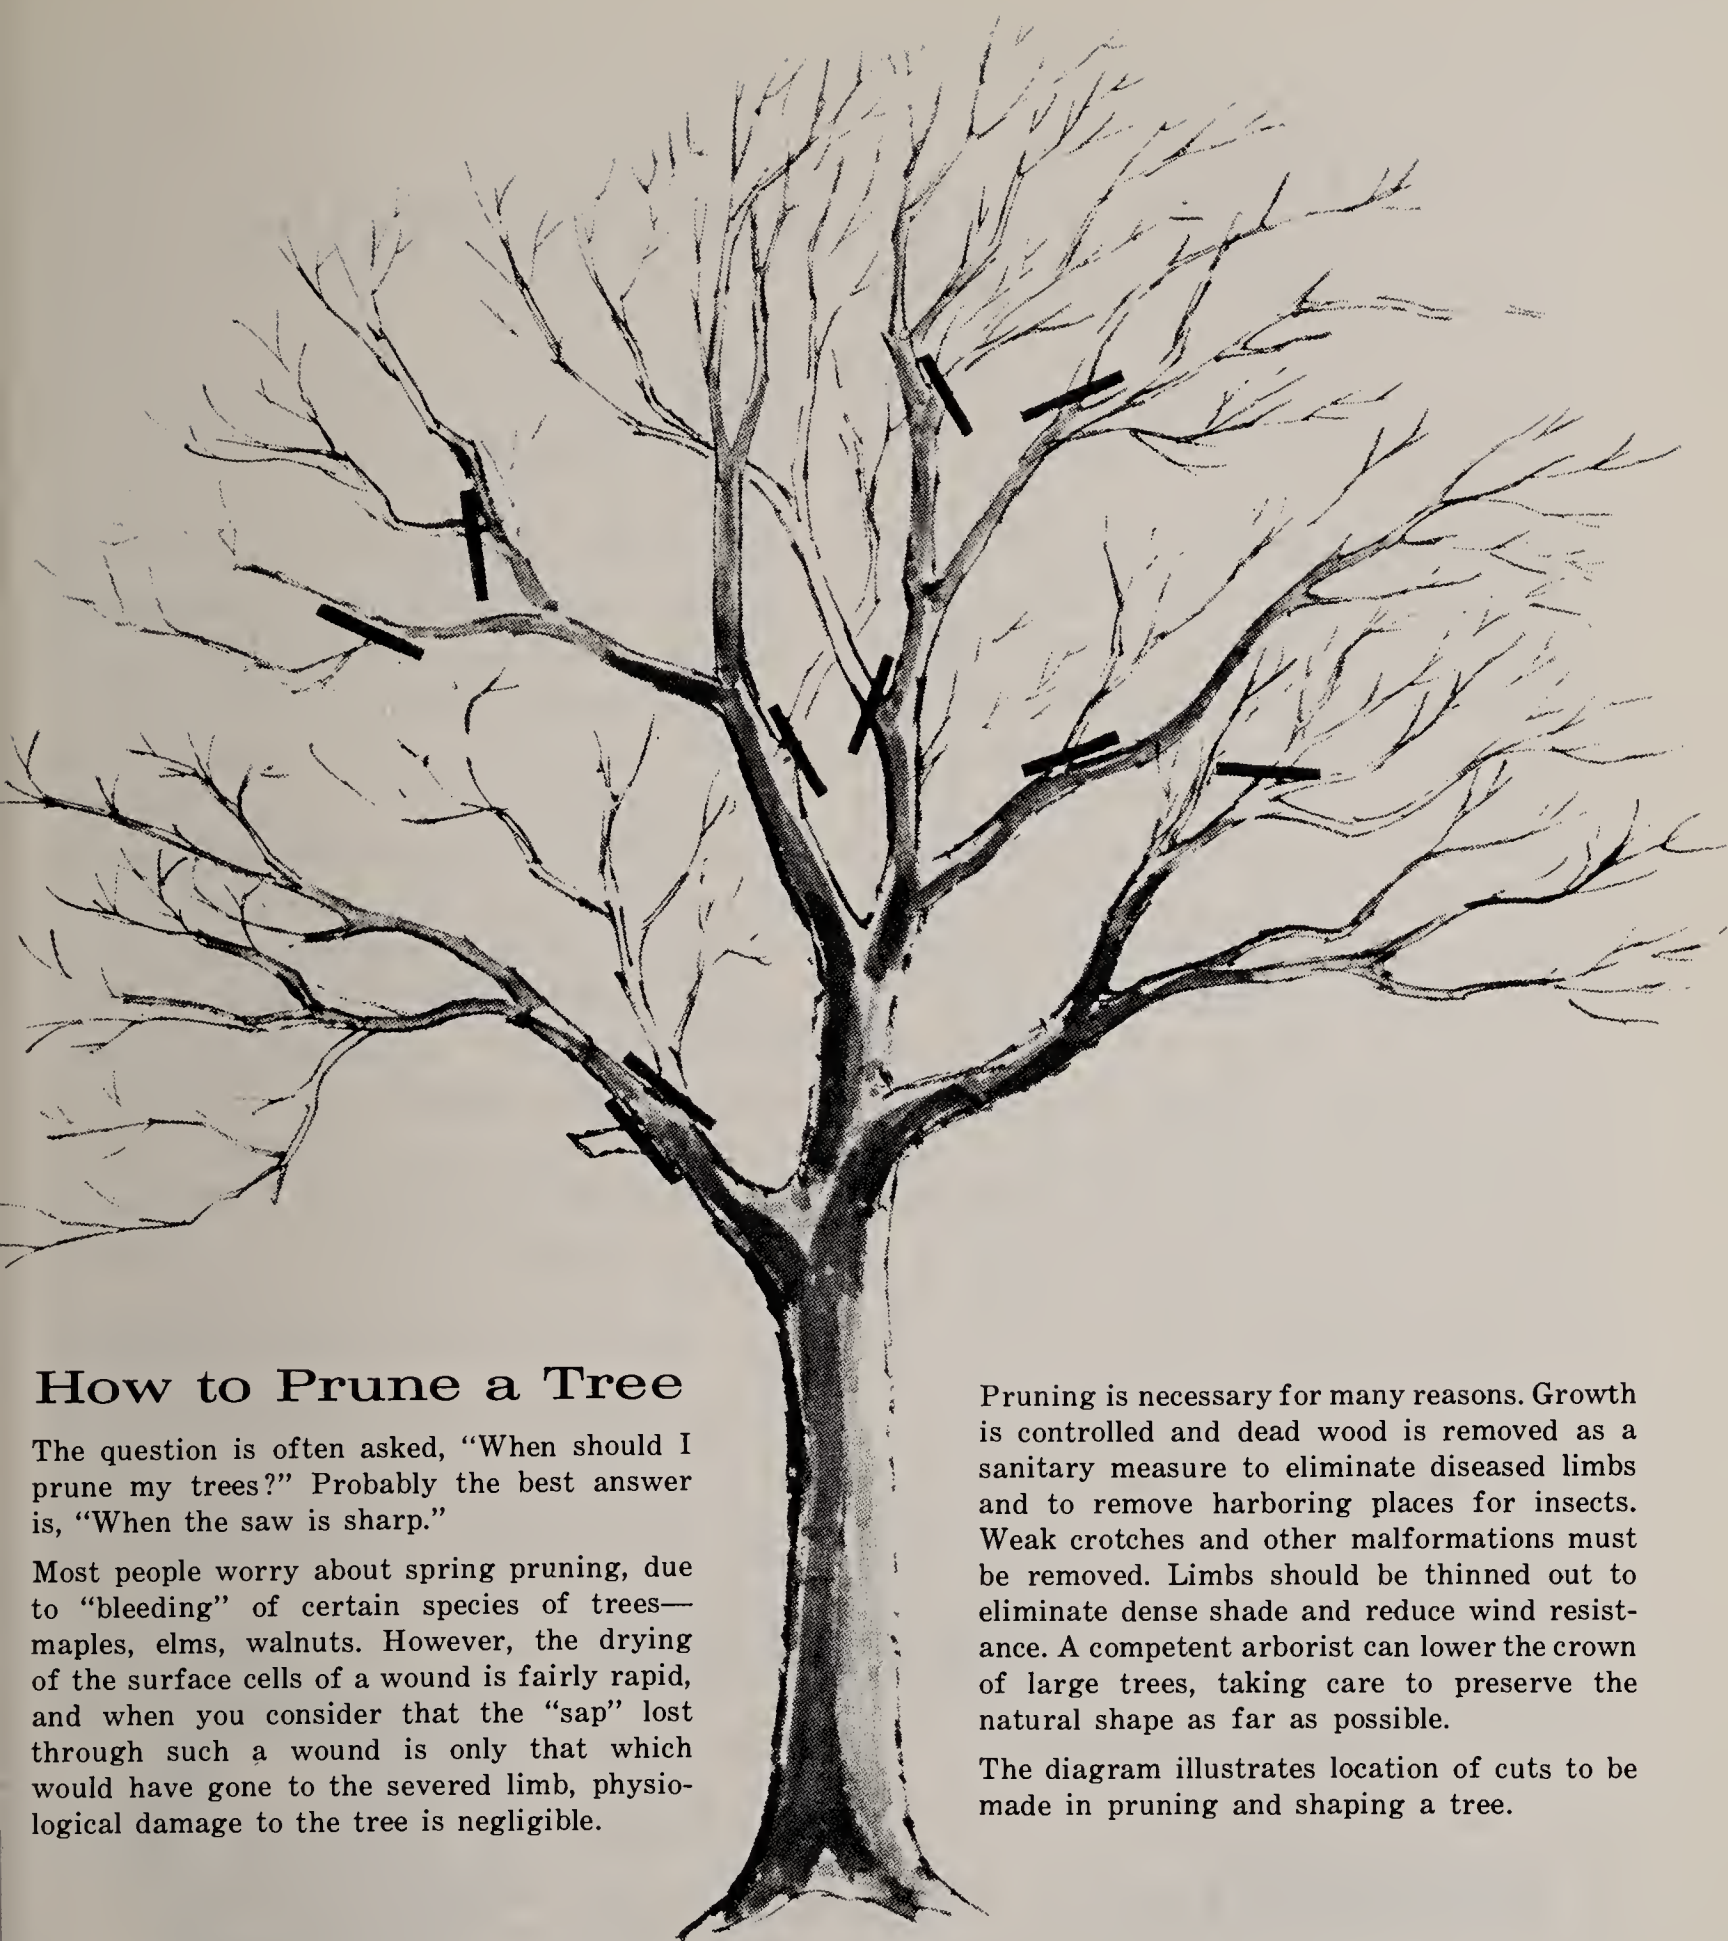 How to Prune a Tree
The question is often asked, “When should I
prune my trees?” Probably the best answer
is, “When the saw is sharp.”
Most people worry about spring pruning, due
to “bleeding” of certain species of trees—
maples, elms, walnuts. However, the drying
of the surface cells of a wound is fairly rapid,
and when you consider that the “sap” lost
through such a wound is only that which
would have gone to the severed limb, physio-
logical damage to the tree is negligible.
Pruning is necessary for many reasons. Growth
is controlled and dead wood is removed as a
sanitary measure to eliminate diseased limbs
and to remove harboring places for insects.
Weak crotches and other malformations must
be removed. Limbs should be thinned out to
eliminate dense shade and reduce wind resist-
ance. A competent arborist can lower the crown
of large trees, taking care to preserve the
natural shape as far as possible.
The diagram illustrates location of cuts to be
made in pruning and shaping a tree.